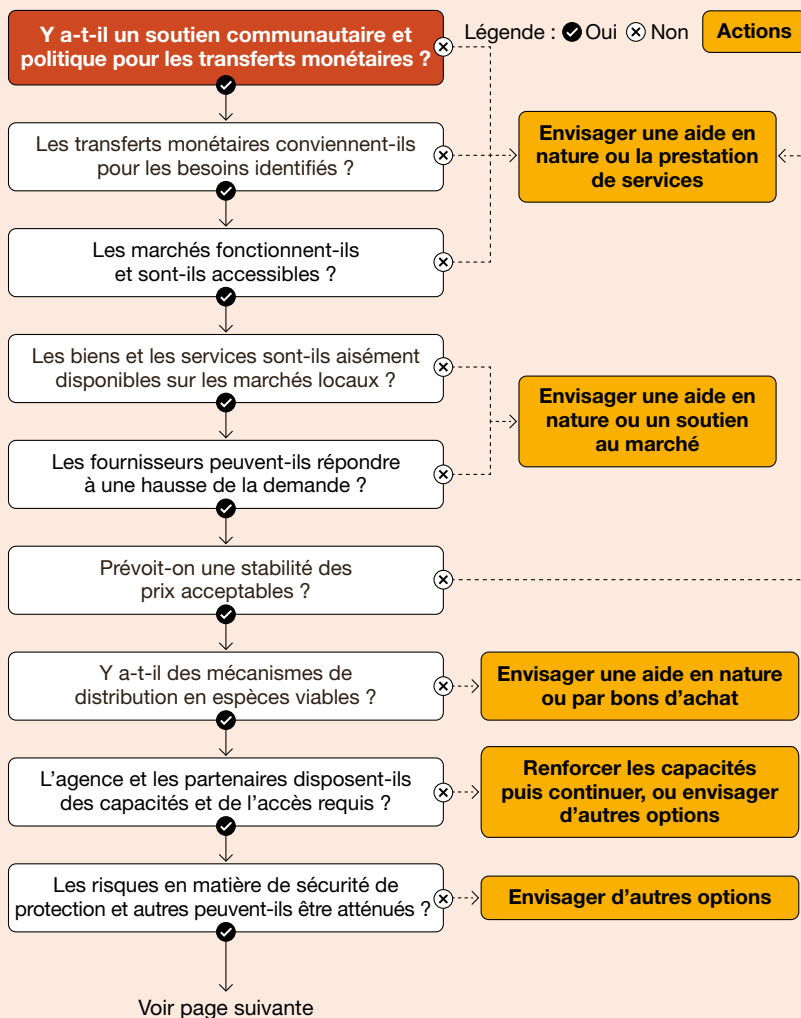 Y a-t-il un soutien communautaire et
politique pour les transferts monétaires ?
Légende : Oui Non
Actions
Les transferts monétaires conviennent-ils
pour les besoins identifiés ?
Envisager une aide en
nature ou la prestation
de services
Les marchés fonctionnent-ils
et sont-ils accessibles ?
Les biens et les services sont-ils aisément
disponibles sur les marchés locaux ?
Envisager une aide en
nature ou un soutien
au marché
Les fournisseurs peuvent-ils répondre
à une hausse de la demande ?
Prévoit-on une stabilité des
prix acceptables ?
Y a-t-il des mécanismes de
distribution en espèces viables ?
Envisager une aide en nature
ou par bons d’achat
L’agence et les partenaires disposent-ils
des capacités et de l’accès requis ?
Renforcer les capacités
puis continuer, ou envisager
d’autres options
Les risques en matière de sécurité de
protection et autres peuvent-ils être atténués ?
Envisager d’autres options
Voir page suivante